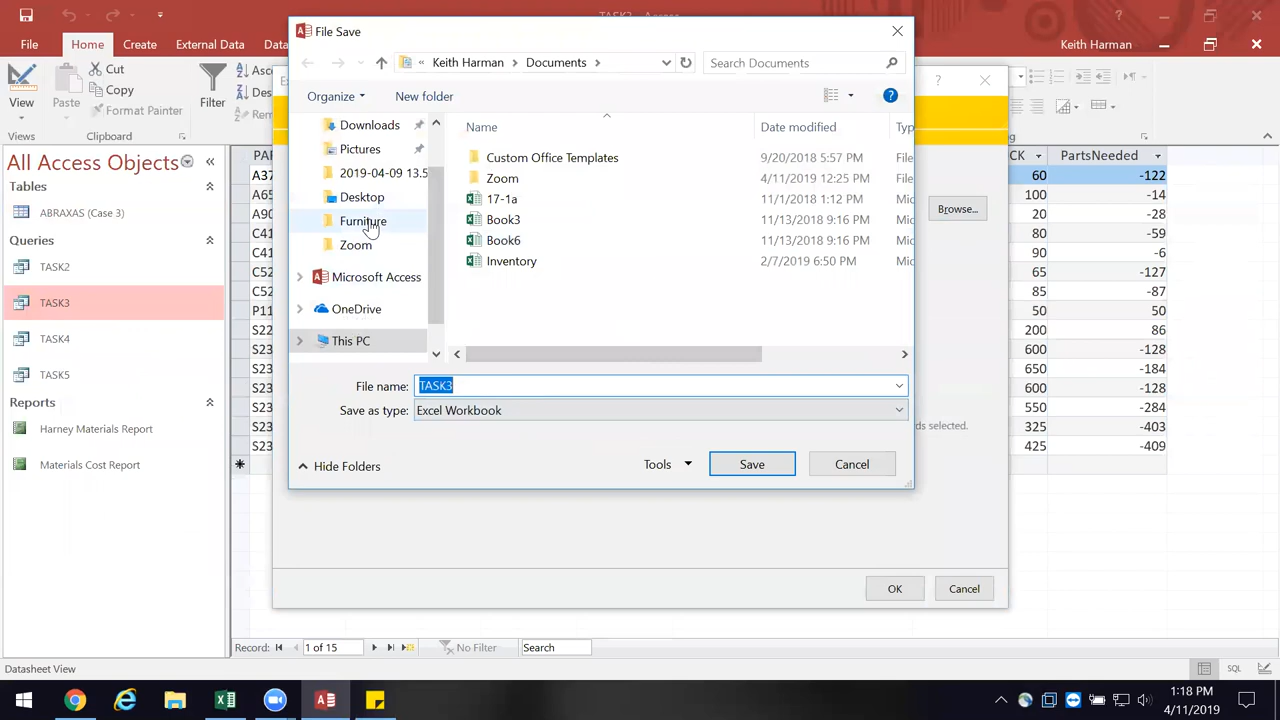 TASK3 - Access
File Save
File
Home
Create
External Data
Keith Harman
View
Paste
Cut
Copy
Format Painter
Filter
Views
Clipboard
« Keith Harman > Documents >
Search Documents
Organize
New folder
All Access Objects «
Tables
ABRAXAS (Case 3)
Queries
TASK2
TASK3
TASK4
TASK5
Reports
Harney Materials Report
Materials Cost Report
Downloads
Pictures
2019-04-09 13.5
Desktop
Furniture
Zoom
Microsoft Access
OneDrive
This PC
Name
Date modified
Custom Office Templates
9/20/2018 5:57 PM
Zoom
4/11/2019 12:25 PM
17-1a
11/1/2018 1:12 PM
Book3
11/13/2018 9:16 PM
Book6
11/13/2018 9:16 PM
Inventory
2/7/2019 6:50 PM
File name: TASK3
Save as type: Excel Workbook
Hide Folders
Tools
Save
Cancel
Browse...
PartsNeeded
60 -122
100 -14
20 -28
80 -59
90 -6
65 -127
85 -87
50 50
200 86
600 -128
650 -184
600 -128
550 -284
325 -403
425 -409
OK
Cancel
Record: 1 of 15
No Filter
Search
Datasheet View
SQL
1:18 PM
4/11/2019